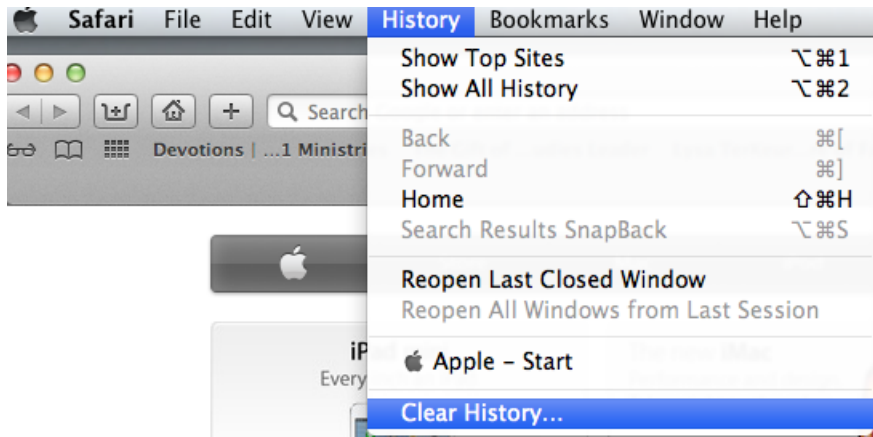 Safari File Edit View History Bookmarks Window Help
Show Top Sites ⌥⌘1
Show All History ⌥⌘2
Search
Back ⌘[
Devotions | ...1 Ministri
Forward ⌘]
Home ⇧⌘H
Search Results SnapBack ⌥⌘S
Reopen Last Closed Window
Reopen All Windows from Last Session
iP
Apple – Start
Every
Clear History...